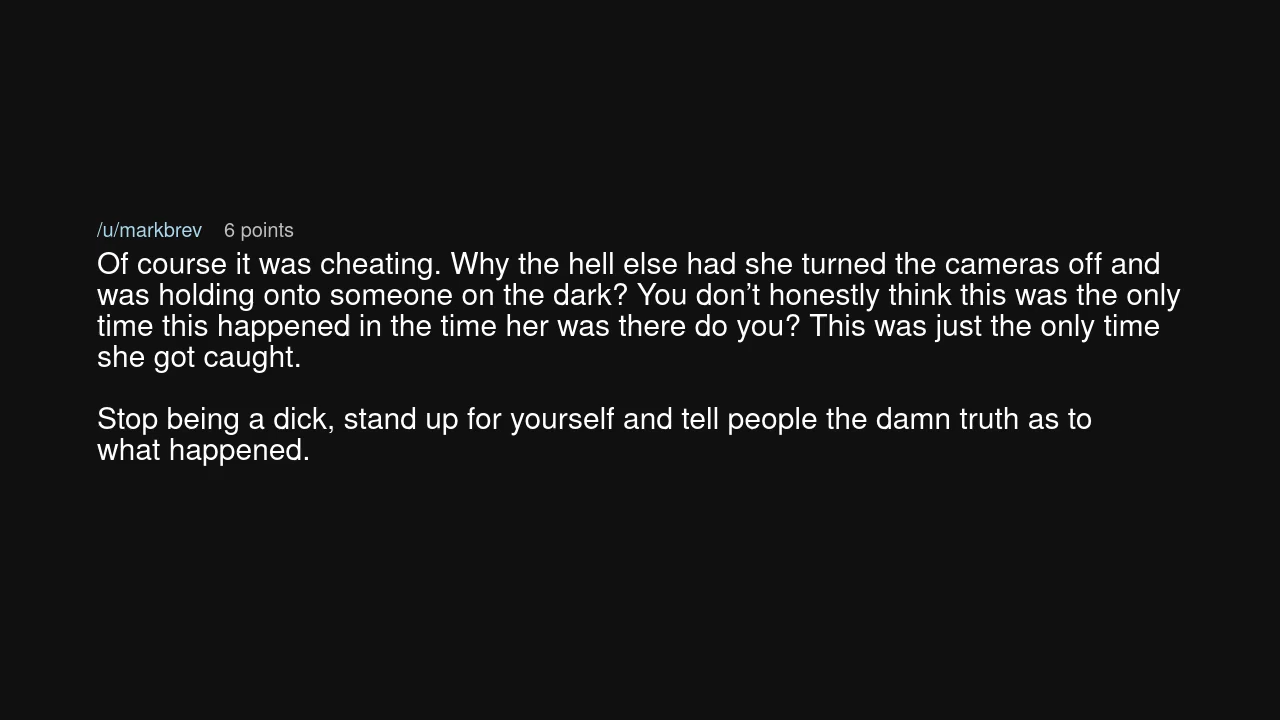 /u/markbrev 6 points
Of course it was cheating. Why the hell else had she turned the cameras off and
was holding onto someone on the dark? You don’t honestly think this was the only
time this happened in the time her was there do you? This was just the only time
she got caught.
Stop being a dick, stand up for yourself and tell people the damn truth as to
what happened.